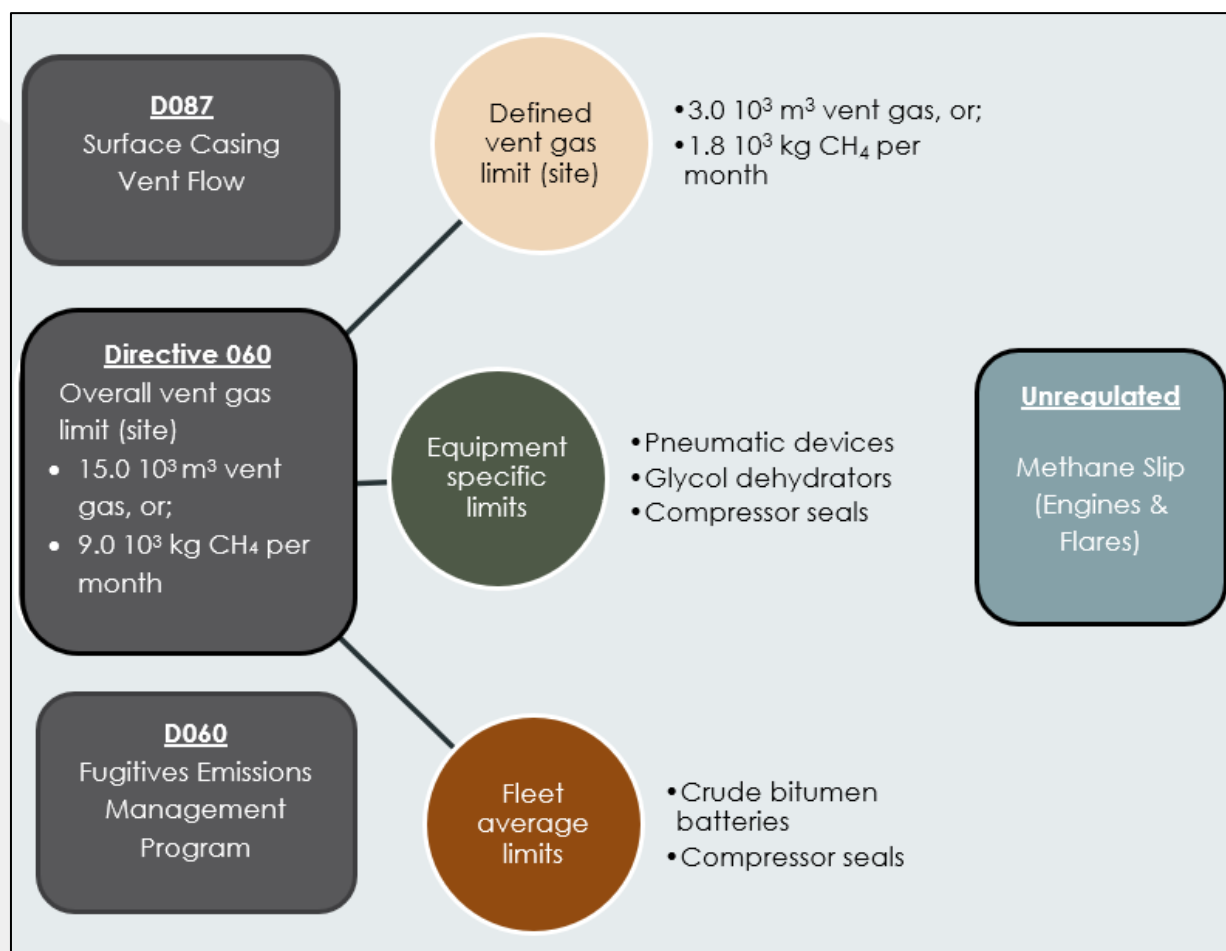 D087
Surface Casing
Vent Flow
Defined
vent gas
limit (site)
•3.0 10³ m³ vent gas, or;
•1.8 10³ kg CH₄ per
month
Directive 060
Overall vent gas
limit (site)
• 15.0 10³ m³ vent
gas, or;
• 9.0 10³ kg CH₄ per
month
Equipment
specific
limits
•Pneumatic devices
•Glycol dehydrators
•Compressor seals
Unregulated
Methane Slip
(Engines &
Flares)
D060
Fugitives Emissions
Management
Program
Fleet
average
limits
•Crude bitumen
batteries
•Compressor seals